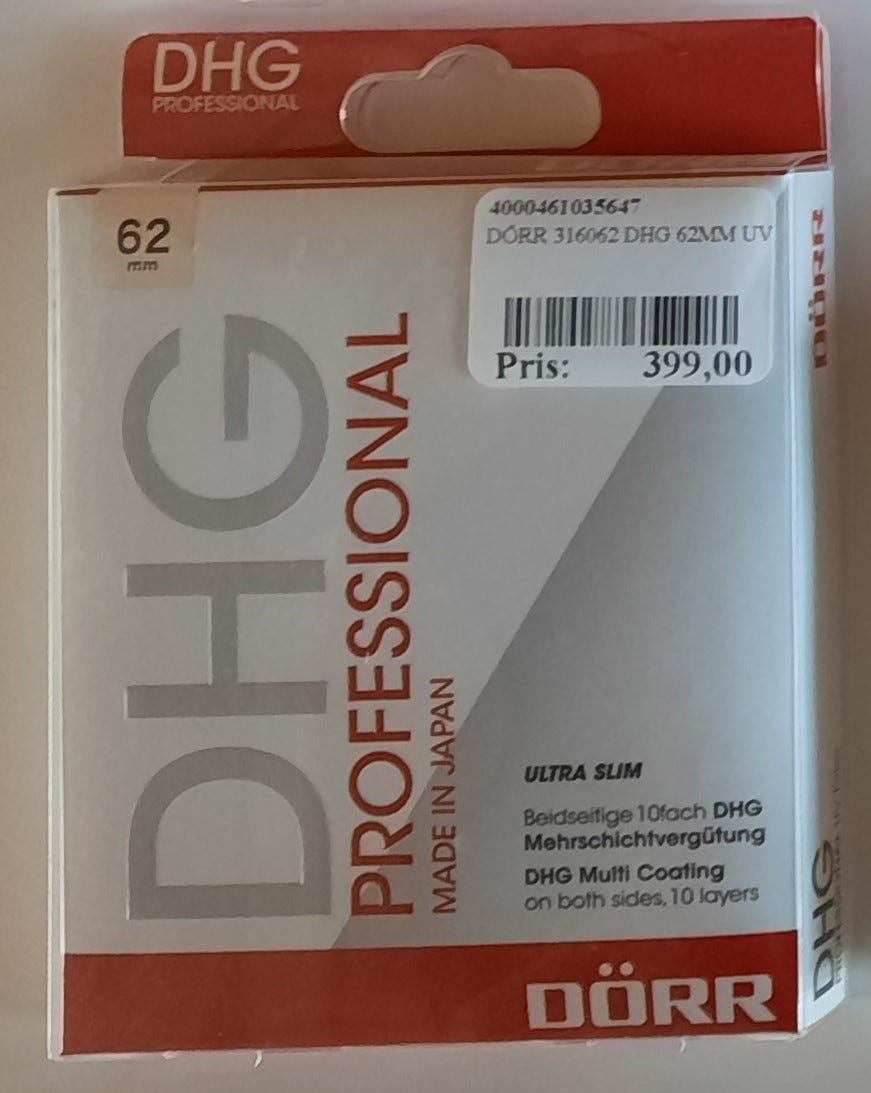 DHG
PROFESSIONAL
62
mm
4000461035647
DÖRR 316062 DHG 62MM UV
Pris: 399,00
DHG
PROFESSIONAL
MADE IN JAPAN
ULTRA SLIM
Beidseitige 10fach DHG
Mehrschichtvergütung
DHG Multi Coating
on both sides, 10 layers
DÖRR
DÖRR
DHG